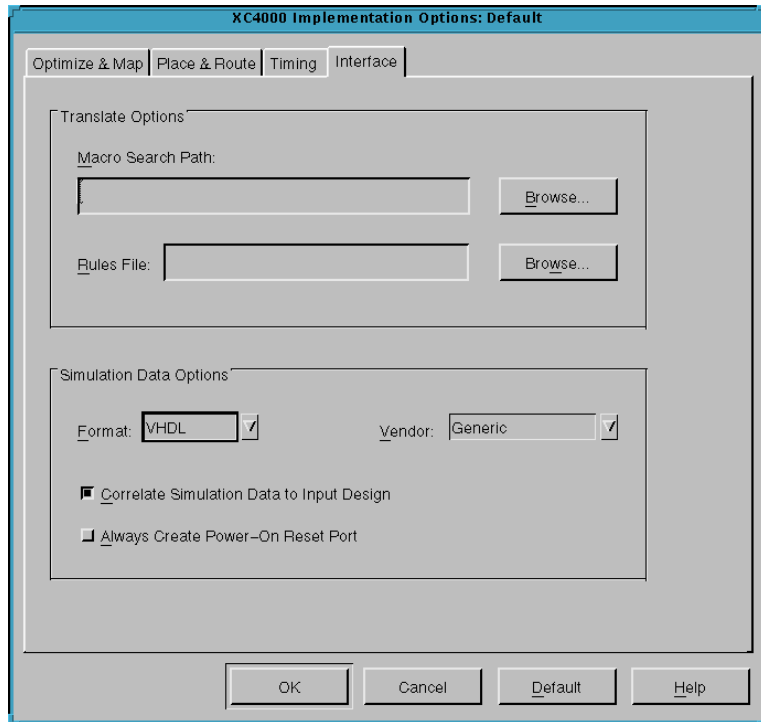 XC4000 Implementation Options: Default
Optimize & Map Place & Route Timing Interface
Translate Options
Macro Search Path:
Browse...
Rules File: Browse...
Simulation Data Options
Format: VHDL Vendor: Generic
Correlate Simulation Data to Input Design
Always Create Power-On Reset Port
OK Cancel Default Help